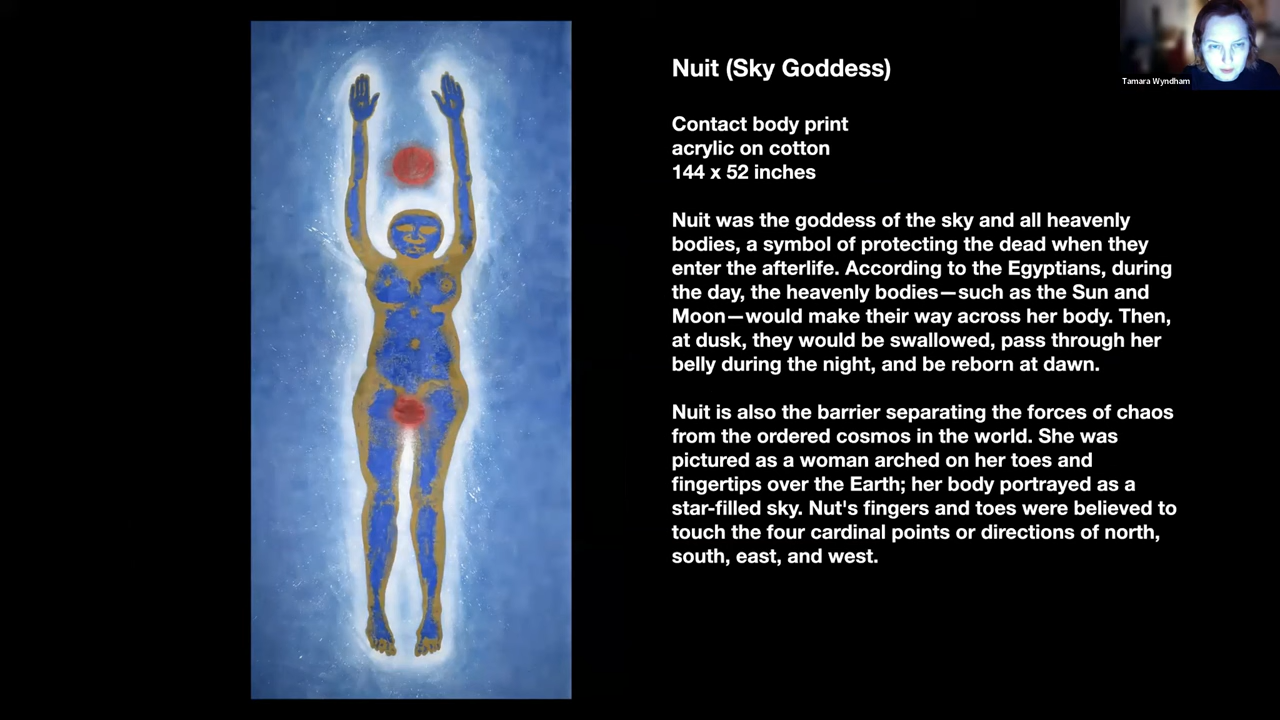 Nuit (Sky Goddess)
Contact body print
acrylic on cotton
144 x 52 inches
Nuit was the goddess of the sky and all heavenly
bodies, a symbol of protecting the dead when they
enter the afterlife. According to the Egyptians, during
the day, the heavenly bodies—such as the Sun and
Moon—would make their way across her body. Then,
at dusk, they would be swallowed, pass through her
belly during the night, and be reborn at dawn.
Nuit is also the barrier separating the forces of chaos
from the ordered cosmos in the world. She was
pictured as a woman arched on her toes and
fingertips over the Earth; her body portrayed as a
star-filled sky. Nut's fingers and toes were believed to
touch the four cardinal points or directions of north,
south, east, and west.
Tamara Wyndham